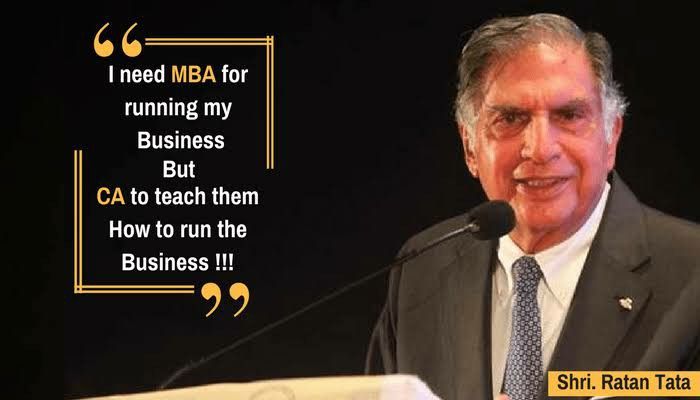 I need MBA for
running my
Business
But
CA to teach them
How to run the
Business !!!
Shri. Ratan Tata